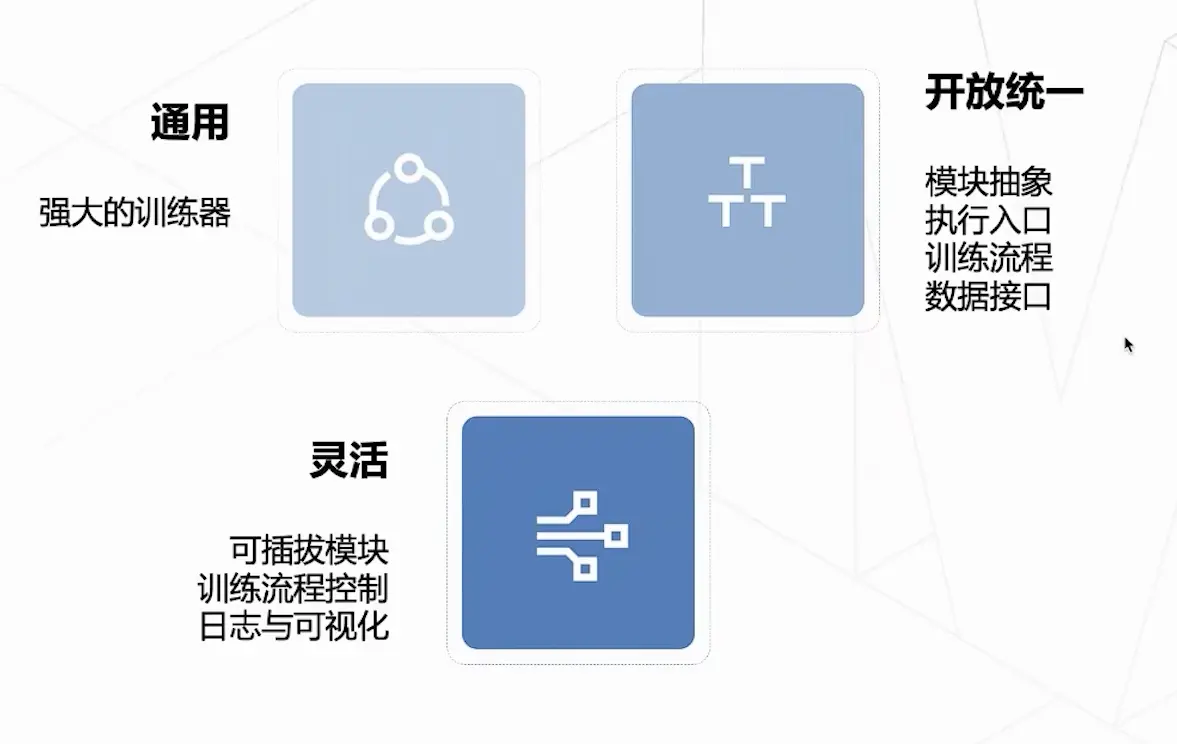 通用
强大的训练器
开放统一
模块抽象
执行入口
训练流程
数据接口
灵活
可插拔模块
训练流程控制
日志与可视化